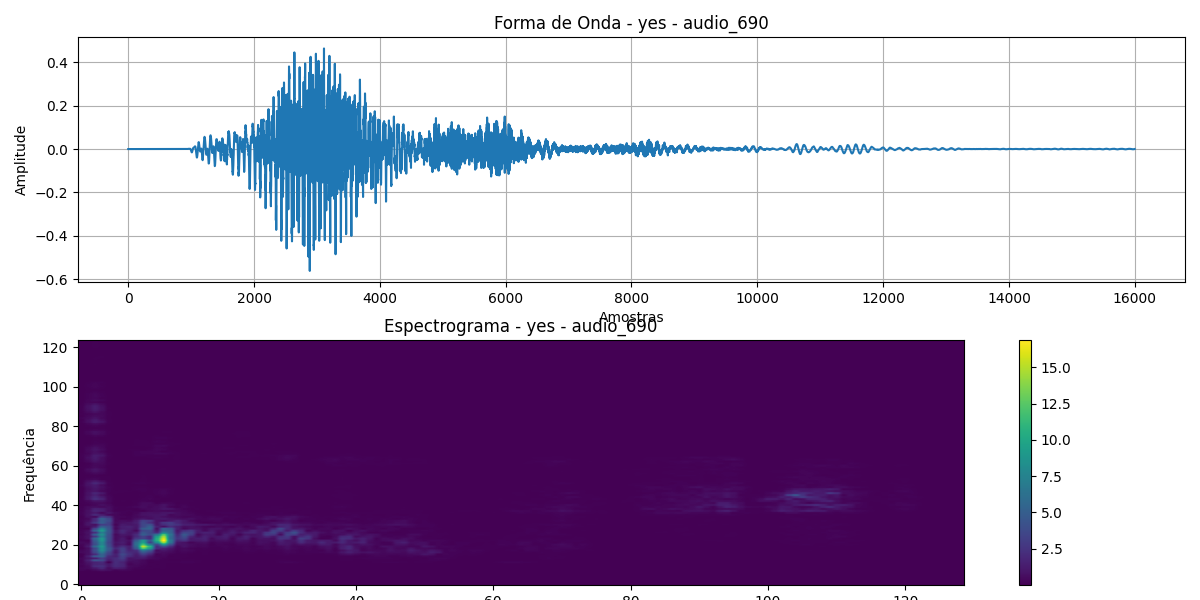 Forma de Onda - yes - audio_690
0.4
0.2
0.0
−0.2
−0.4
−0.6
Amplitude
0 2000 4000 6000 8000 10000 12000 14000 16000
Amostras
Espectrograma - yes - audio_690
120
100
80
60
40
20
0
Frequência
15.0
12.5
10.0
7.5
5.0
2.5
0 20 40 60 80 100 120